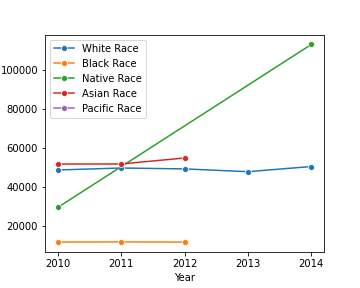 White Race
Black Race
Native Race
Asian Race
Pacific Race
100000
80000
60000
40000
20000
2010 2011 2012 2013 2014
Year